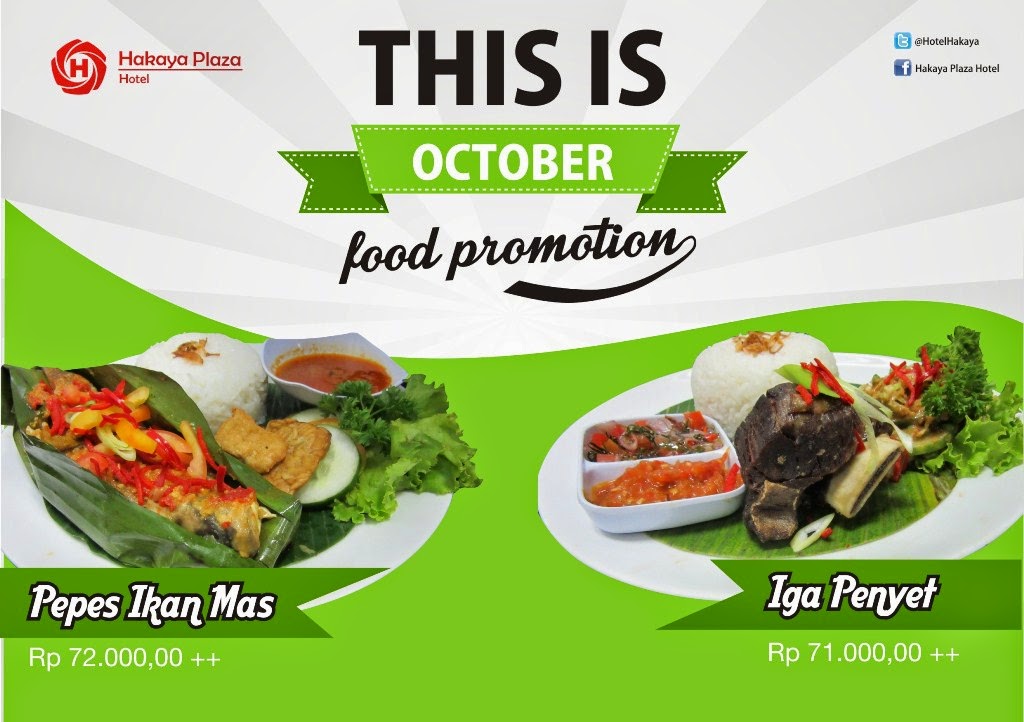 Hakaya Plaza
Hotel
THIS IS
@HotelHakaya
Hakaya Plaza Hotel
OCTOBER
food promotion
Pepes Ikan Mas
Rp 72.000,00 ++
Iga Penyet
Rp 71.000,00 ++